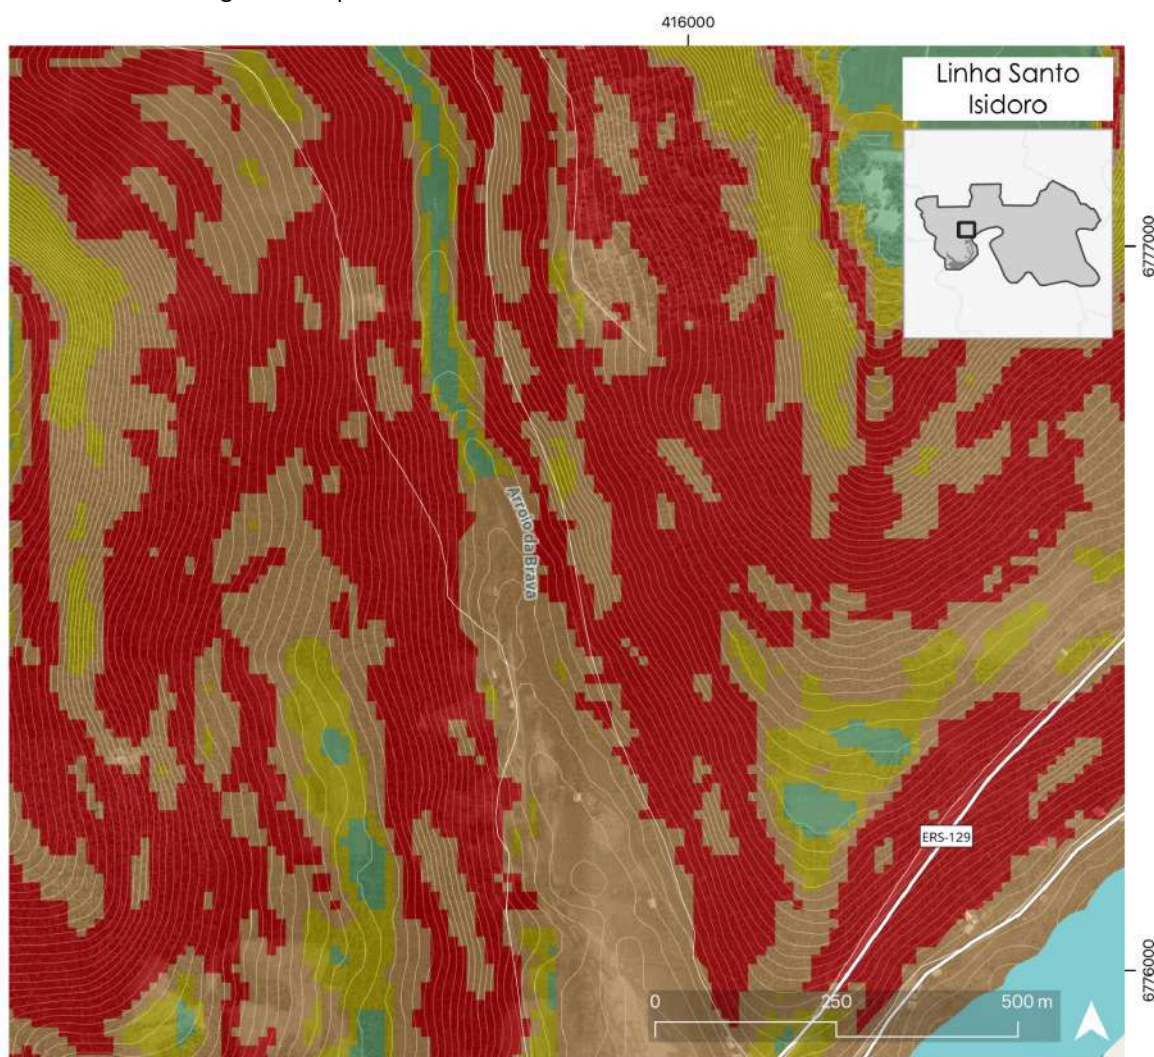 416000
Linha Santo
Isidoro
6777000
Arroio da Brava
ERS-129
6776000
0 250 500 m